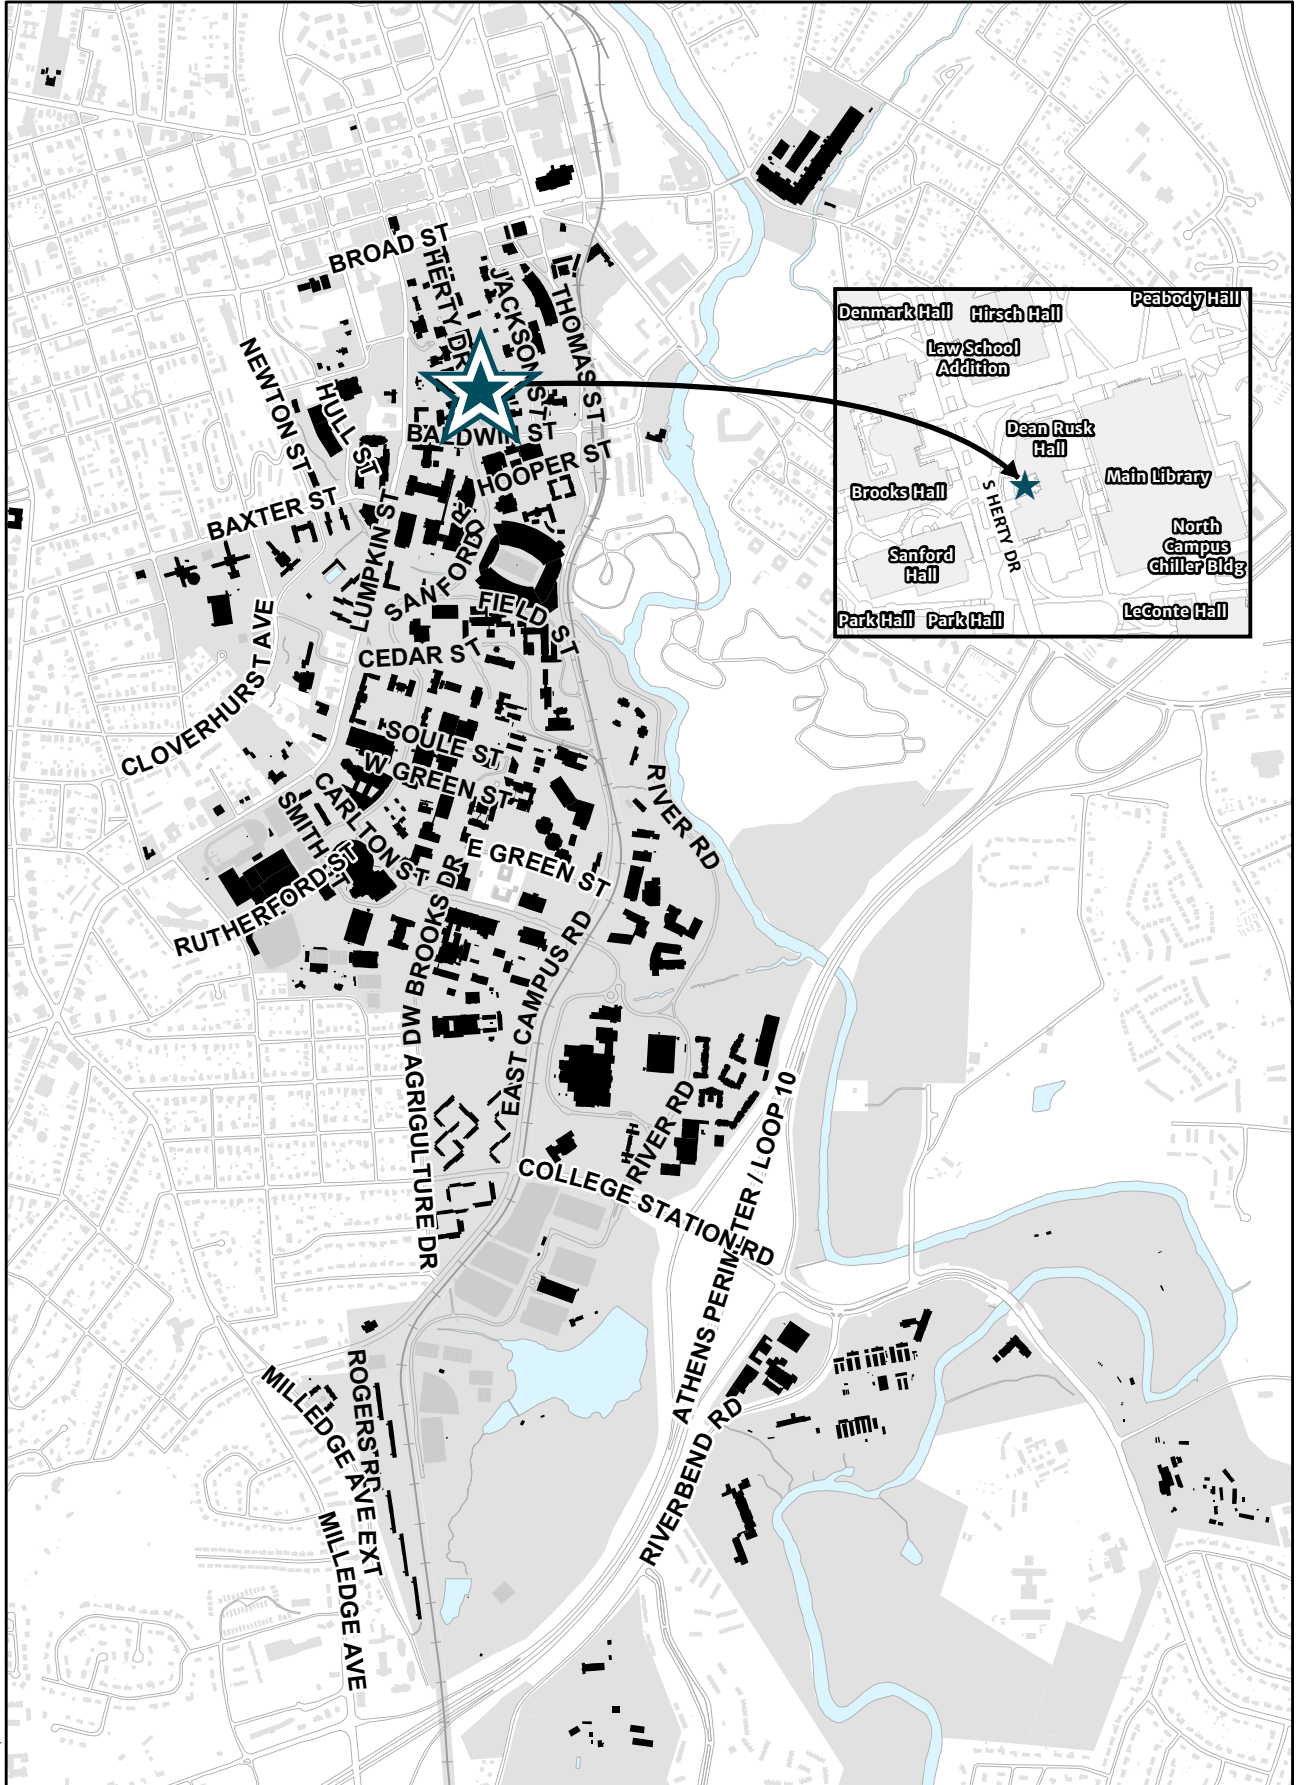 BROAD ST
HERTY DR
JACKSON ST
THOMAS ST
NEWTON ST
HULL ST
BALDWIN ST
HOOPER ST
BAXTER ST
LUMPKIN ST
SANFORD DR
FIELD ST
CEDAR ST
CLOVERHURST AVE
SOULE ST
W GREEN ST
CARLTON ST
SMITH ST
RUTHERFORD ST
E GREEN ST
RIVER RD
DW BROOKS DR
EAST CAMPUS RD
AGRIGULTURE DR
RIVER RD
COLLEGE STATION RD
ATHENS PERIMETER / LOOP 10
RIVERBEND RD
ROGERS RD
MILLEDGE AVE EXT
MILLEDGE AVE
Denmark Hall
Hirsch Hall
Peabody Hall
Law School
Addition
Dean Rusk
Hall
Main Library
Brooks Hall
S HERTY DR
North
Campus
Chiller Bldg
Sanford
Hall
Park Hall
Park Hall
LeConte Hall